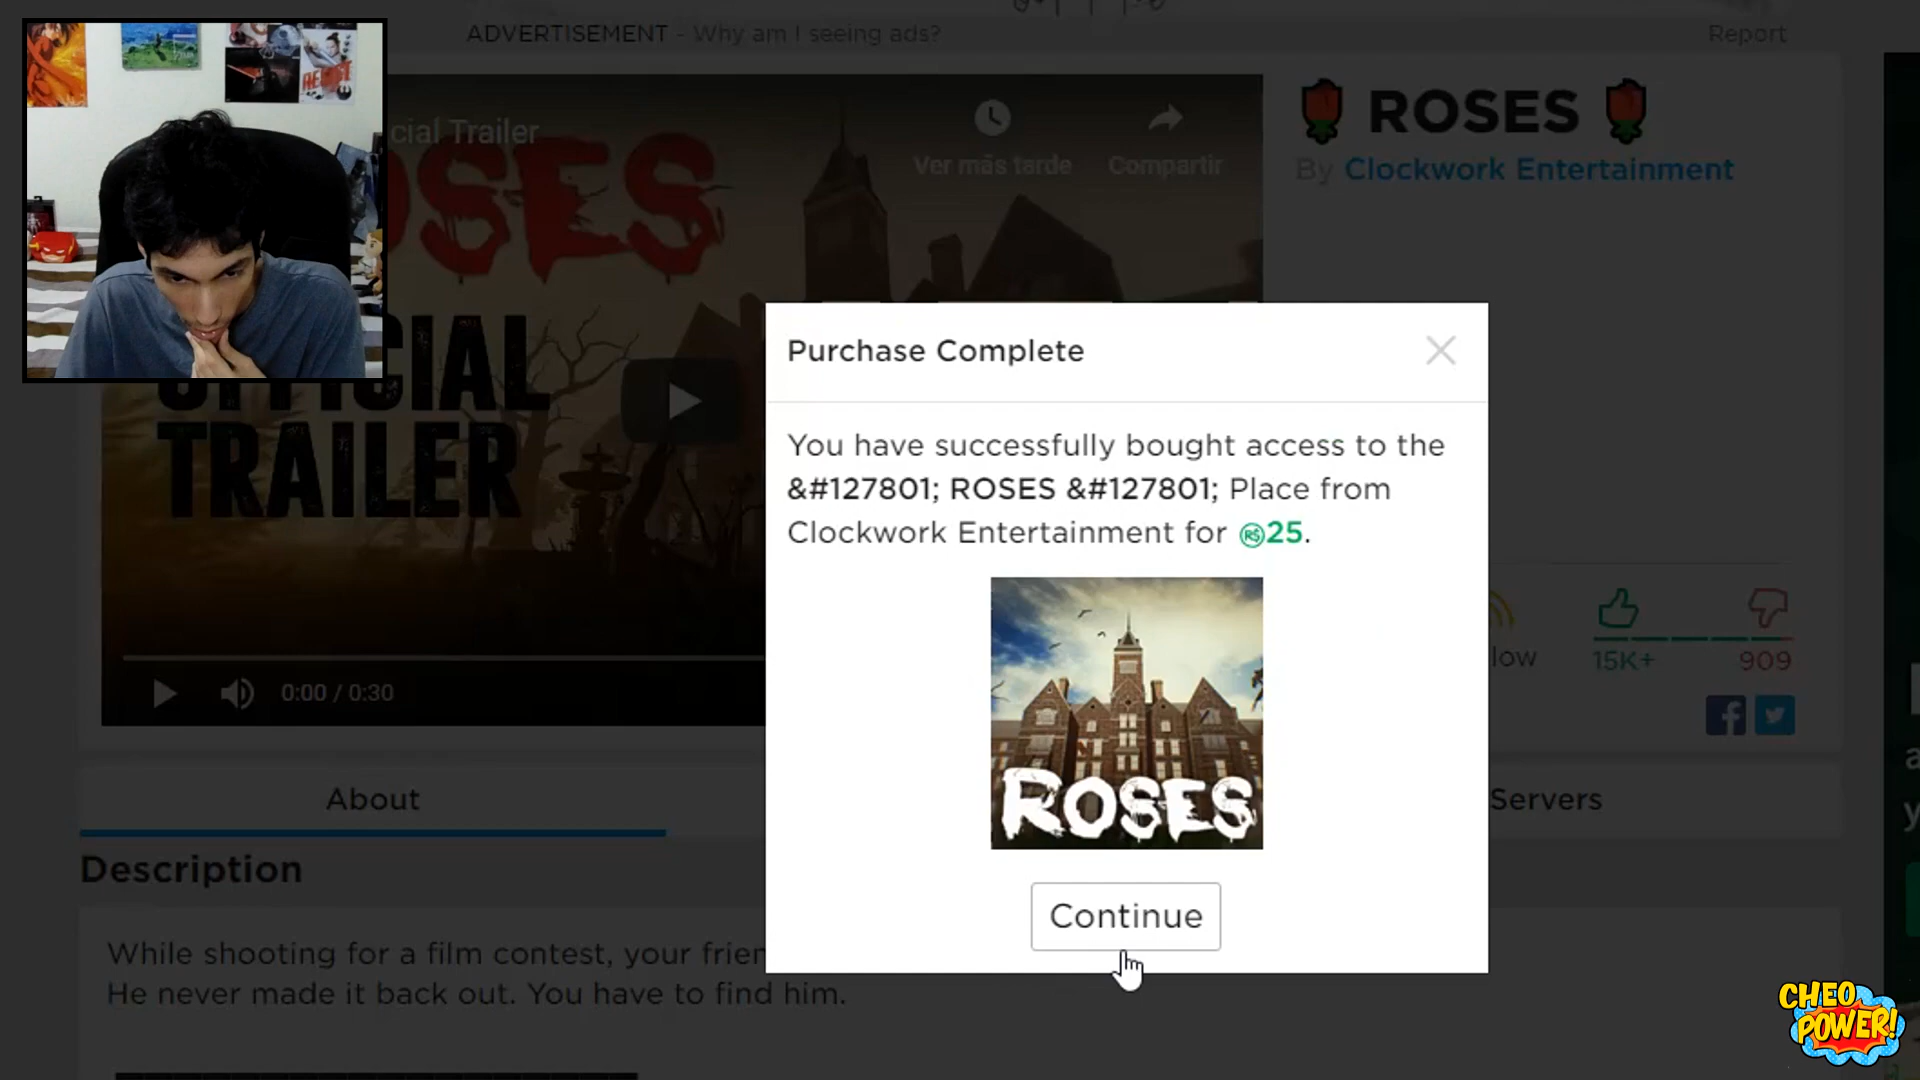 ADVERTISEMENT - Why am I seeing ads?
Report
cial Trailer
Ver más tarde
Compartir
OSES
OFFICIAL
TRAILER
0:00 / 0:30
ROSES
By Clockwork Entertainment
Purchase Complete
You have successfully bought access to the
&#127801; ROSES &#127801; Place from
Clockwork Entertainment for R$25.
ROSES
Continue
low
15K+
909
About
Servers
Description
While shooting for a film contest, your frien
He never made it back out. You have to find him.
CHEO
POWER!